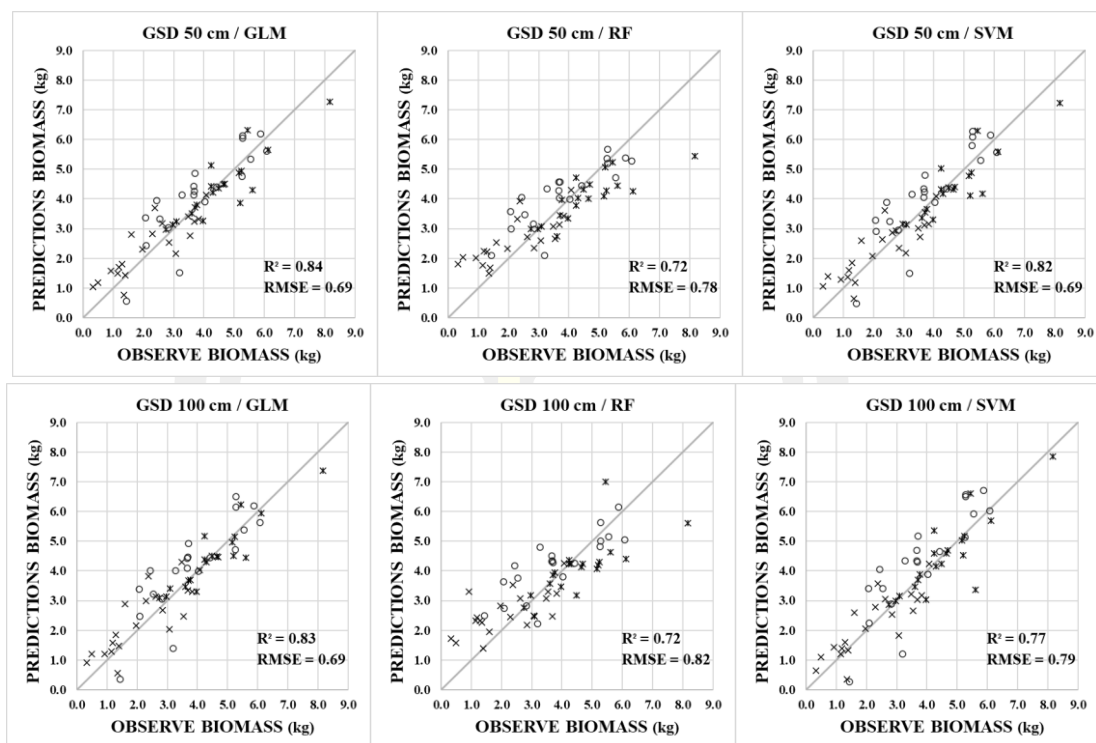 GSD 50 cm / GLM
PREDICTIONS BIOMASS (kg)
9.0
8.0
7.0
6.0
5.0
4.0
3.0
2.0
1.0
0.0
R² = 0.84
RMSE = 0.69
0.0 1.0 2.0 3.0 4.0 5.0 6.0 7.0 8.0 9.0
OBSERVE BIOMASS (kg)
GSD 50 cm / RF
PREDICTIONS BIOMASS (kg)
9.0
8.0
7.0
6.0
5.0
4.0
3.0
2.0
1.0
0.0
R² = 0.72
RMSE = 0.78
0.0 1.0 2.0 3.0 4.0 5.0 6.0 7.0 8.0 9.0
OBSERVE BIOMASS (kg)
GSD 50 cm / SVM
PREDICTIONS BIOMASS (kg)
9.0
8.0
7.0
6.0
5.0
4.0
3.0
2.0
1.0
0.0
R² = 0.82
RMSE = 0.69
0.0 1.0 2.0 3.0 4.0 5.0 6.0 7.0 8.0 9.0
OBSERVE BIOMASS (kg)
GSD 100 cm / GLM
PREDICTIONS BIOMASS (kg)
9.0
8.0
7.0
6.0
5.0
4.0
3.0
2.0
1.0
0.0
R² = 0.83
RMSE = 0.69
0.0 1.0 2.0 3.0 4.0 5.0 6.0 7.0 8.0 9.0
OBSERVE BIOMASS (kg)
GSD 100 cm / RF
PREDICTIONS BIOMASS (kg)
9.0
8.0
7.0
6.0
5.0
4.0
3.0
2.0
1.0
0.0
R² = 0.72
RMSE = 0.82
0.0 1.0 2.0 3.0 4.0 5.0 6.0 7.0 8.0 9.0
OBSERVE BIOMASS (kg)
GSD 100 cm / SVM
PREDICTIONS BIOMASS (kg)
9.0
8.0
7.0
6.0
5.0
4.0
3.0
2.0
1.0
0.0
R² = 0.77
RMSE = 0.79
0.0 1.0 2.0 3.0 4.0 5.0 6.0 7.0 8.0 9.0
OBSERVE BIOMASS (kg)